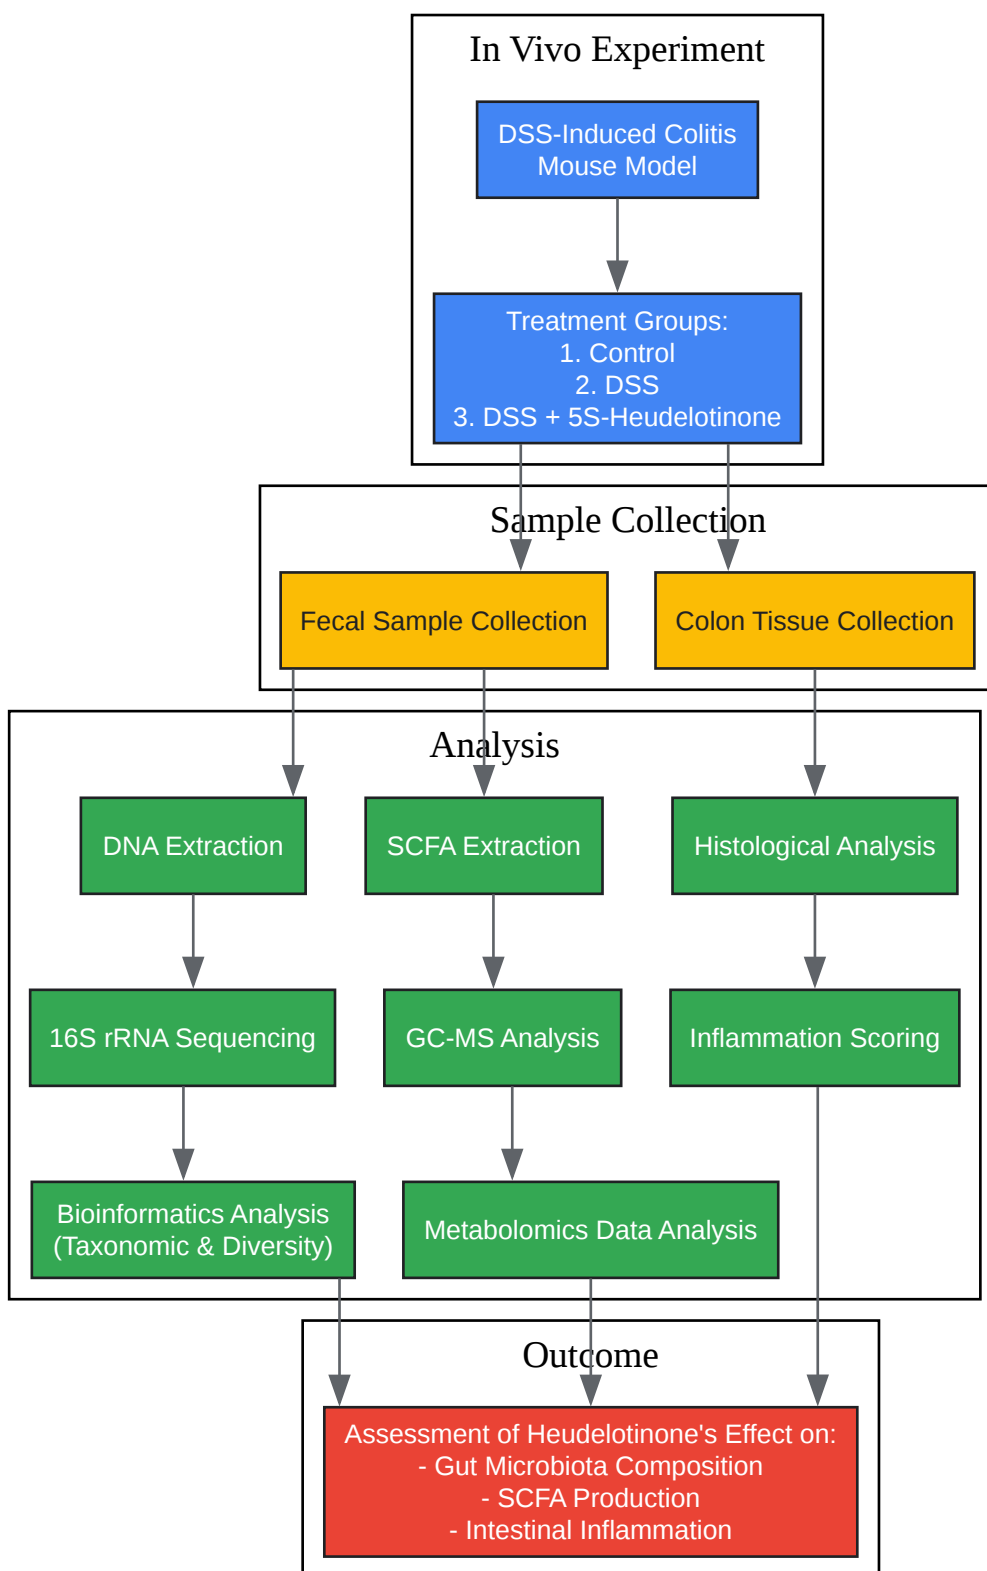 In Vivo Experiment
DSS-Induced Colitis
Mouse Model
Treatment Groups:
1. Control
2. DSS
3. DSS + 5S-Heudelotinone
Sample Collection
Fecal Sample Collection
Colon Tissue Collection
Analysis
DNA Extraction
SCFA Extraction
Histological Analysis
16S rRNA Sequencing
GC-MS Analysis
Inflammation Scoring
Bioinformatics Analysis
(Taxonomic & Diversity)
Metabolomics Data Analysis
Outcome
Assessment of Heudelotinone's Effect on:
- Gut Microbiota Composition
- SCFA Production
- Intestinal Inflammation